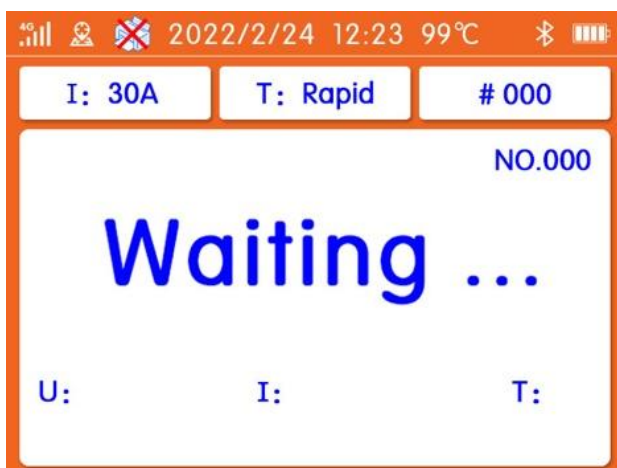 4G 2022/2/24 12:23 99℃
I: 30A T: Rapid # 000
NO.000
Waiting ...
U: I: T: